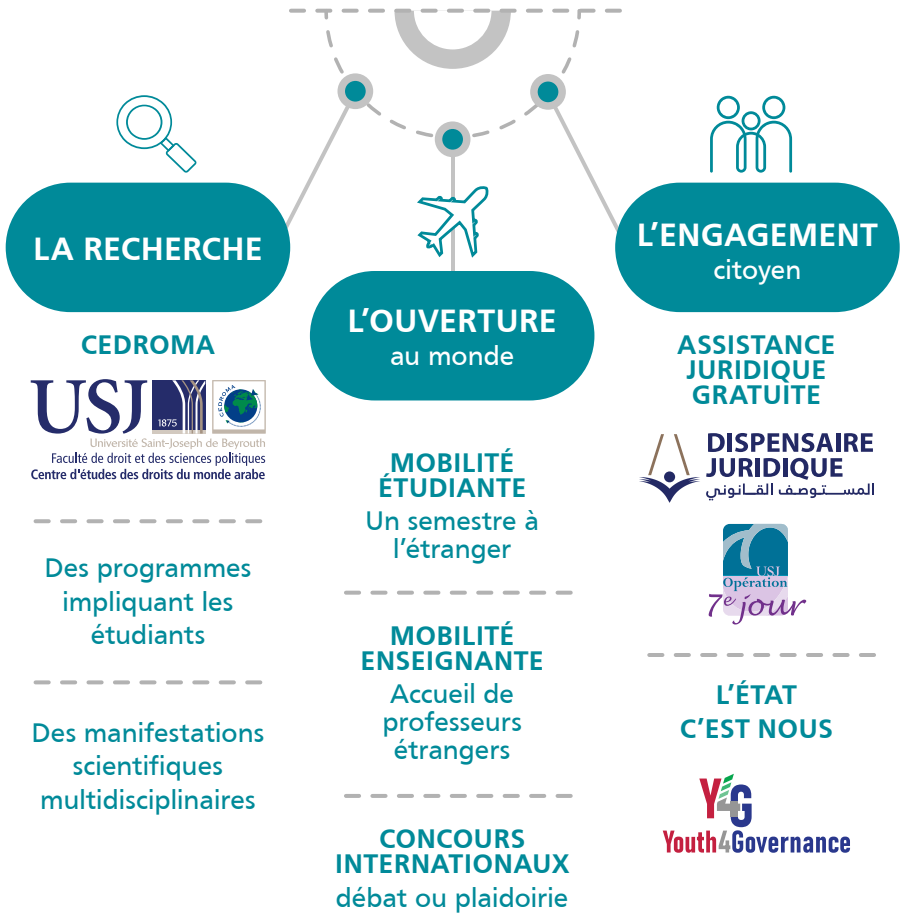 LA RECHERCHE
CEDROMA
USJ
1875
CEDROMA
Université Saint-Joseph de Beyrouth
Faculté de droit et des sciences politiques
Centre d'études des droits du monde arabe
Des programmes
impliquant les
étudiants
Des manifestations
scientifiques
multidisciplinaires
L'OUVERTURE
au monde
MOBILITÉ
ÉTUDIANTE
Un semestre à
l'étranger
MOBILITÉ
ENSEIGNANTE
Accueil de
professeurs
étrangers
CONCOURS
INTERNATIONAUX
débat ou plaidoirie
L'ENGAGEMENT
citoyen
ASSISTANCE
JURIDIQUE
GRATUITE
DISPENSAIRE
JURIDIQUE
المستوصف القانوني
USJ
Opération
7e jour
L'ÉTAT
C'EST NOUS
Y4G
Youth4Governance